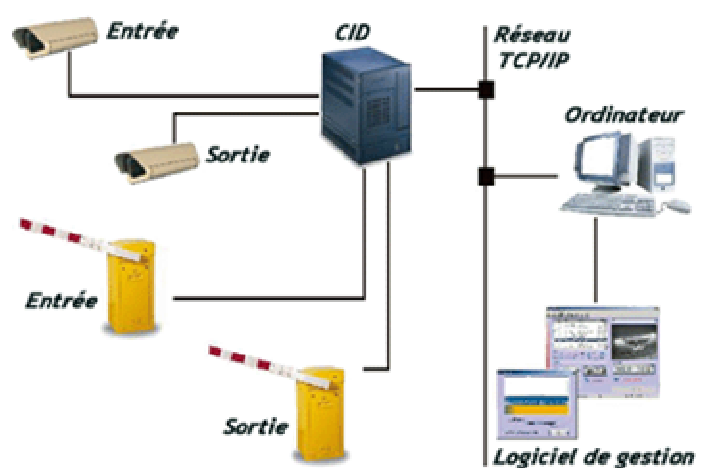 Entrée
CID
Réseau
TCP/IP
Ordinateur
Sortie
Entrée
Sortie
Logiciel de gestion